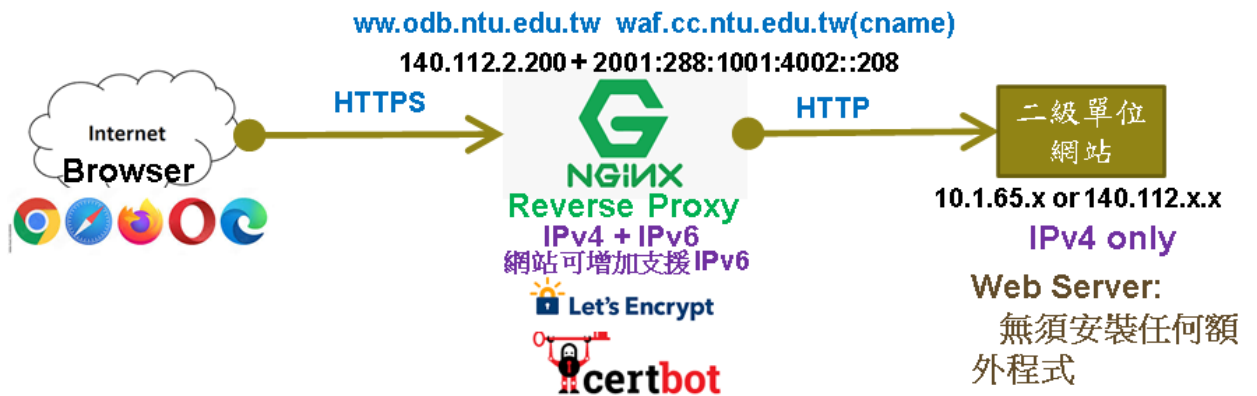 ww.odb.ntu.edu.tw waf.cc.ntu.edu.tw(cname)
140.112.2.200 + 2001:288:1001:4002::208
HTTPS
HTTP
Internet
Browser
NGiNX
Reverse Proxy
IPv4 + IPv6
網站可增加支援IPv6
Let's Encrypt
certbot
二級單位
網站
10.1.65.x or 140.112.x.x
IPv4 only
Web Server:
無須安裝任何額
外程式